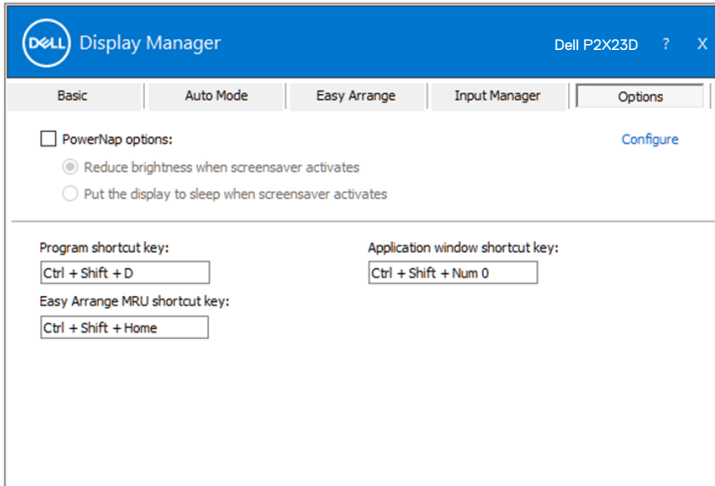 DELL Display Manager Dell P2X23D ? X
Basic Auto Mode Easy Arrange Input Manager Options
PowerNap options: Configure
Reduce brightness when screensaver activates
Put the display to sleep when screensaver activates
Program shortcut key: Application window shortcut key:
Ctrl + Shift + D Ctrl + Shift + Num 0
Easy Arrange MRU shortcut key:
Ctrl + Shift + Home